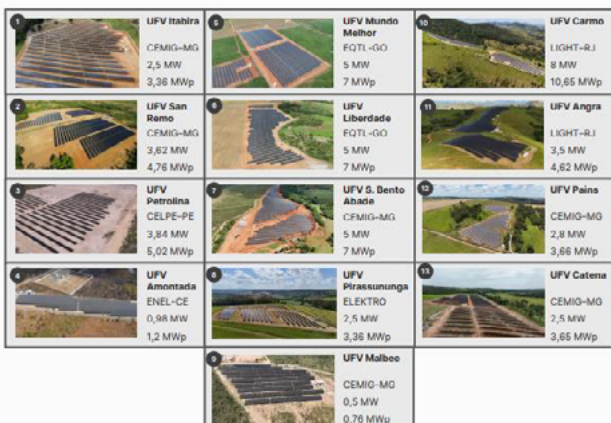 1
UFV Itabira
CEMIG-MG
2,5 MW
3,36 MWp
2
UFV San
Remo
CEMIG-MG
3,62 MW
4,76 MWp
3
UFV
Petrolina
CELPE-PE
3,84 MW
5,02 MWp
4
UFV
Amontada
ENEL-CE
0,98 MW
1,2 MWp
5
UFV Mundo
Melhor
EQTL-GO
5 MW
7 MWp
6
UFV
Liberdade
EQTL-GO
5 MW
7 MWp
7
UFV S. Bento
Abade
CEMIG-MG
5 MW
7 MWp
8
UFV
Pirassununga
ELEKTRO
2,5 MW
3,36 MWp
9
UFV Malbec
CEMIG-MG
0,5 MW
0,76 MWp
10
UFV Carmo
LIGHT-RJ
8 MW
10,65 MWp
11
UFV Angra
LIGHT-RJ
3,5 MW
4,62 MWp
12
UFV Pains
CEMIG-MG
2,8 MW
3,66 MWp
13
UFV Catena
CEMIG-MG
2,5 MW
3,65 MWp